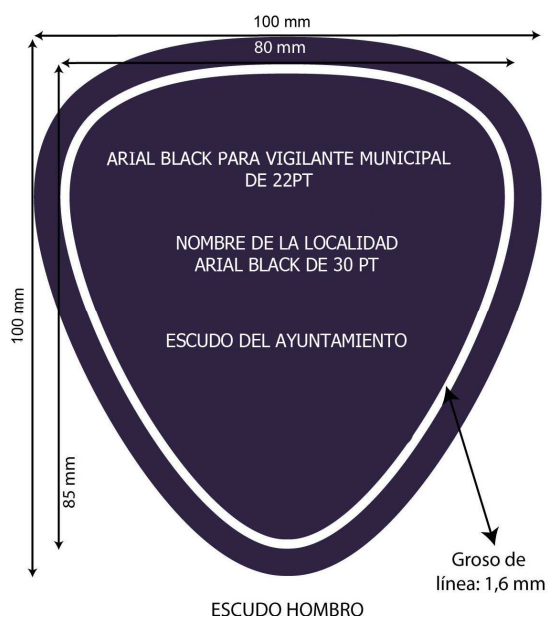 100 mm
80 mm
ARIAL BLACK PARA VIGILANTE MUNICIPAL
DE 22PT
NOMBRE DE LA LOCALIDAD
ARIAL BLACK DE 30 PT
100 mm
ESCUDO DEL AYUNTAMIENTO
85 mm
Groso de
línea: 1,6 mm
ESCUDO HOMBRO